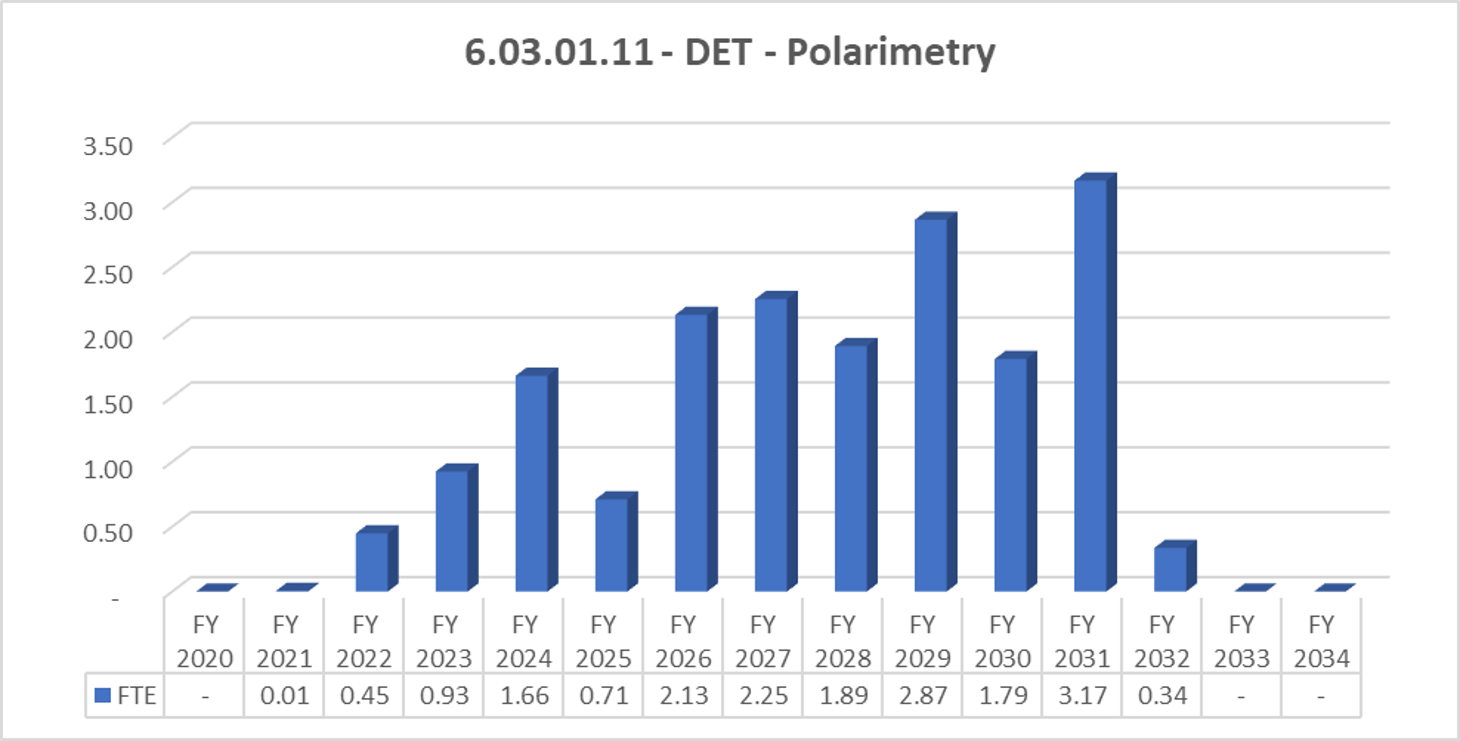 6.03.01.11 - DET - Polarimetry
3.50
3.00
2.50
2.00
1.50
1.00
0.50
-
FY FY FY FY FY FY FY FY FY FY FY FY FY FY FY
2020 2021 2022 2023 2024 2025 2026 2027 2028 2029 2030 2031 2032 2033 2034
FTE - 0.01 0.45 0.93 1.66 0.71 2.13 2.25 1.89 2.87 1.79 3.17 0.34 - -